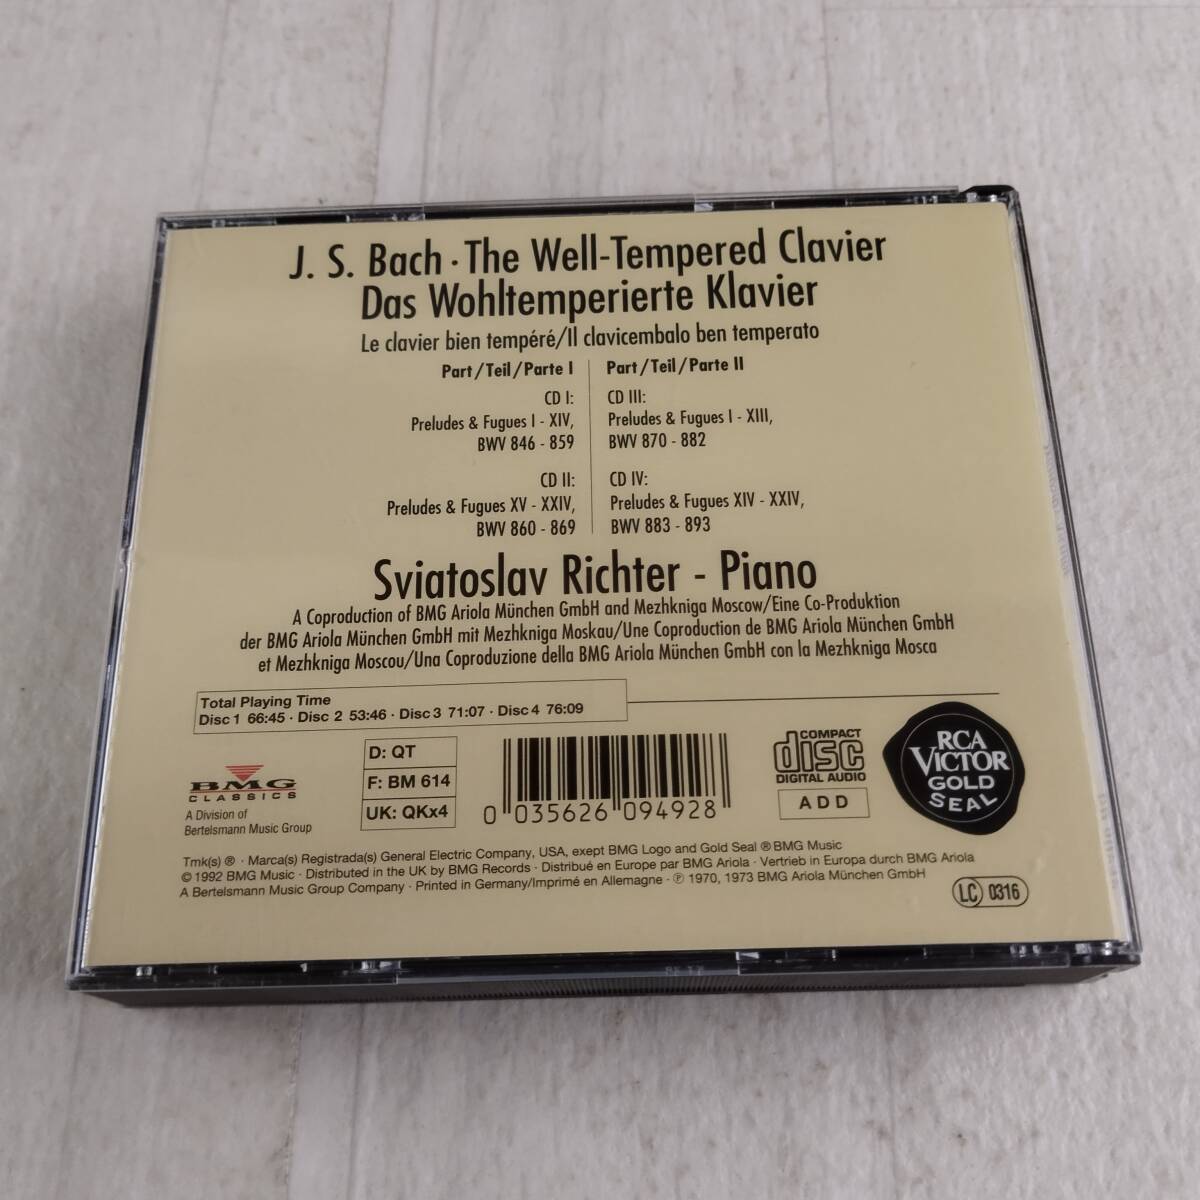 J. S. Bach · The Well-Tempered Clavier
Das Wohltemperierte Klavier
Le clavier bien tempéré/Il clavicembalo ben temperato
Part/Teil/Parte I
CD I:
Preludes & Fugues I - XIV,
BWV 846 - 859
CD II:
Preludes & Fugues XV - XXIV,
BWV 860 - 869
Part/Teil/Parte II
CD III:
Preludes & Fugues I - XIII,
BWV 870 - 882
CD IV:
Preludes & Fugues XIV - XXIV,
BWV 883 - 893
Sviatoslav Richter - Piano
A Coproduction of BMG Ariola München GmbH and Mezhkniga Moscow/Eine Co-Produktion
der BMG Ariola München GmbH mit Mezhkniga Moskau/Une Coproduction de BMG Ariola München GmbH
et Mezhkniga Moscou/Una Coproduzione della BMG Ariola München GmbH con la Mezhkniga Mosca
Total Playing Time
Disc 1 66:45 · Disc 2 53:46 · Disc 3 71:07 · Disc 4 76:09
BMG
CLASSICS
A Division of
Bertelsmann Music Group
D: QT
F: BM 614
UK: QKx4
0 035626 094928
COMPACT
disc
DIGITAL AUDIO
ADD
RCA
VICTOR
GOLD
SEAL
Tmk(s) ® · Marca(s) Registrada(s) General Electric Company, USA, exept BMG Logo and Gold Seal ® BMG Music
© 1992 BMG Music · Distributed in the UK by BMG Records · Distribué en Europe par BMG Ariola · Vertrieb in Europa durch BMG Ariola
A Bertelsmann Music Group Company · Printed in Germany/Imprimé en Allemagne · ℗ 1970, 1973 BMG Ariola München GmbH
LC 0316